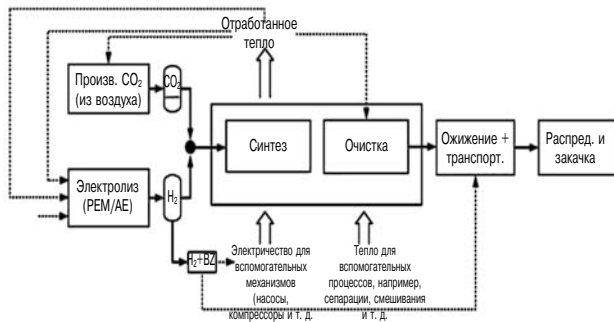 Отработанное
тепло
Произв. CO₂
(из воздуха)
CO₂
Синтез
Очистка
Ожижение +
транспорт.
Распред. и
закачка
Электролиз
(PEM/AE)
H₂
H₂+BZ
Электричество для
вспомогательных
механизмов
(насосы,
компрессоры и т. д.
Тепло для
вспомогательных
процессов, например,
сепарации, смешивания
и т. д.